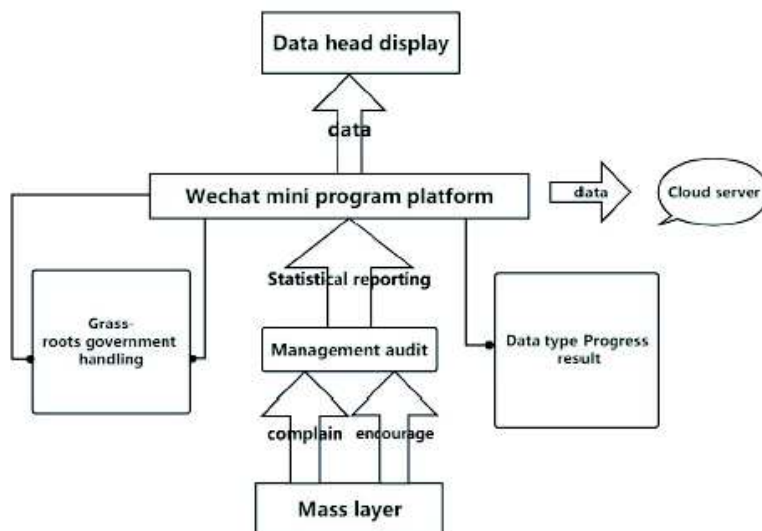 Data head display
data
Wechat mini program platform
data
Cloud server
Statistical reporting
Grass-
roots government
handling
Management audit
Data type Progress
result
complain
encourage
Mass layer